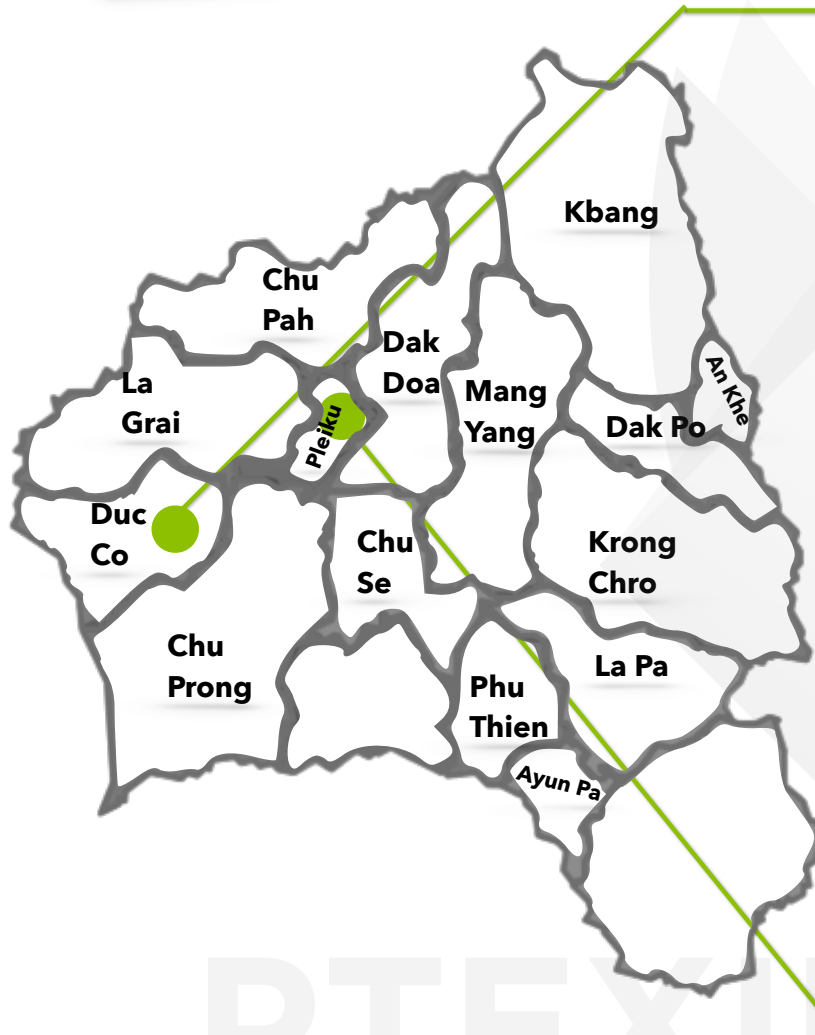 Kbang
Chu
Pah
Dak
Doa
An Khe
La
Grai
Mang
Yang
Pleiku
Dak Po
Duc
Co
Chu
Se
Krong
Chro
Chu
Prong
La Pa
Phu
Thien
Ayun Pa